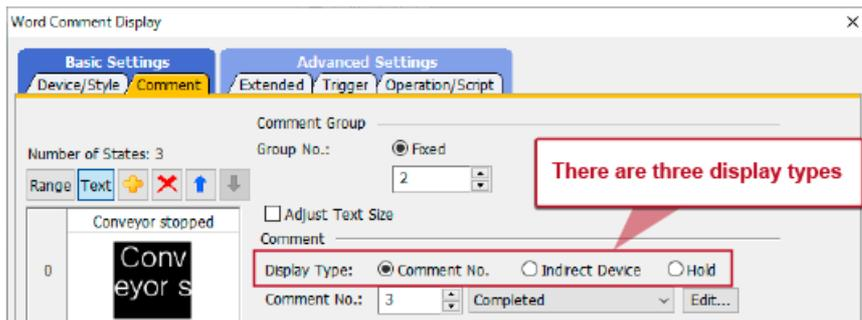 Word Comment Display
Basic Settings
Advanced Settings
Device/Style
Comment
Extended
Trigger
Operation/Script
Comment Group
Number of States: 3
Group No.:
Fixed
2
There are three display types
Range
Text
Adjust Text Size
Conveyor stopped
Comment
0
Conv
eyor s
Display Type:
Comment No.
Indirect Device
Hold
Comment No.:
3
Completed
Edit...